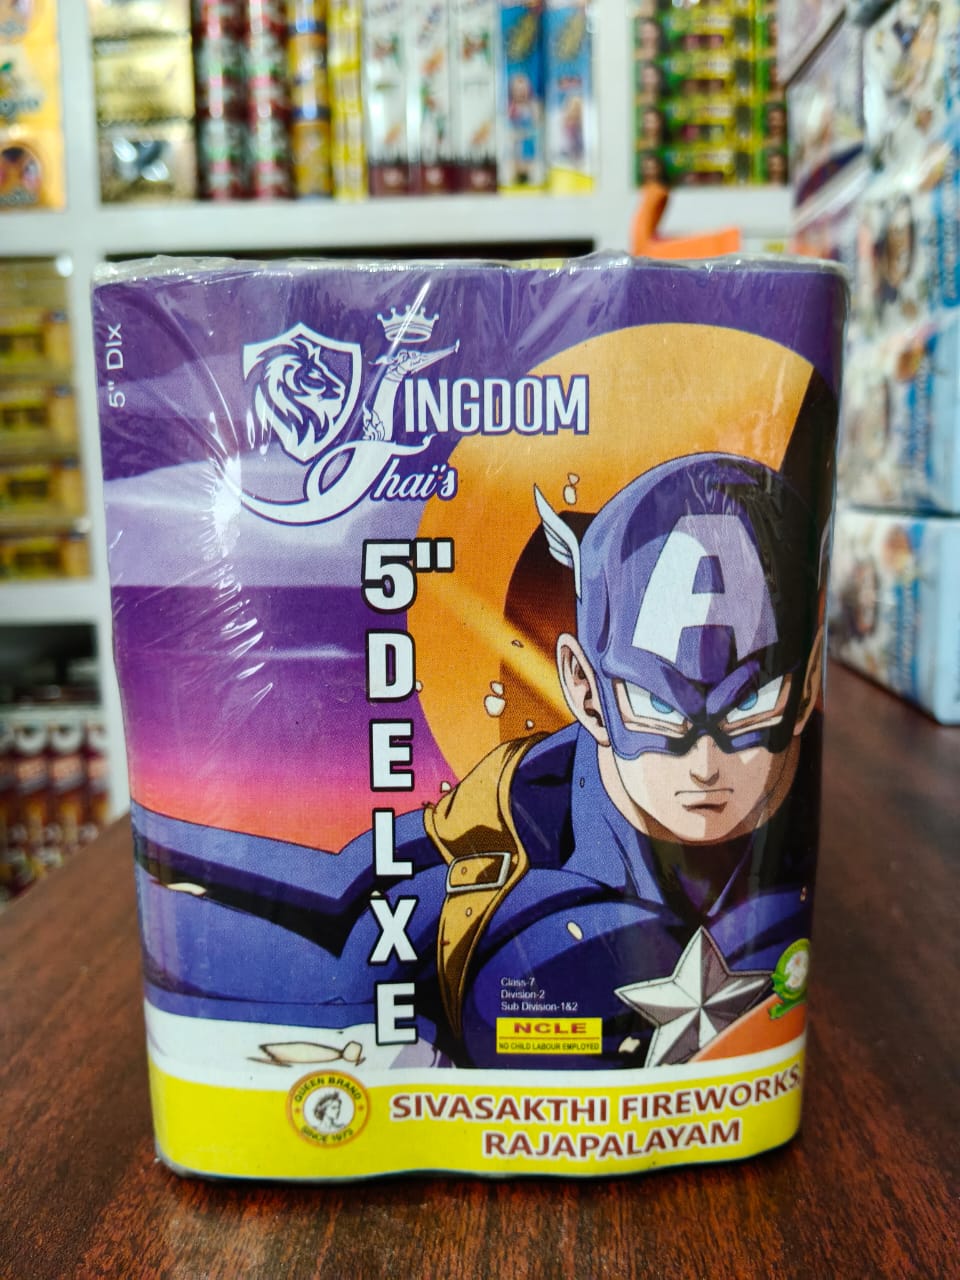 5" Dlx
KINGDOM
Thai's
5"
D
E
L
X
E
A
Class-7
Division-2
Sub Division-1&2
NCLE
NO CHILD LABOUR EMPLOYED
QUEEN BRAND
SINCE 1973
SIVASAKTHI FIREWORKS,
RAJAPALAYAM